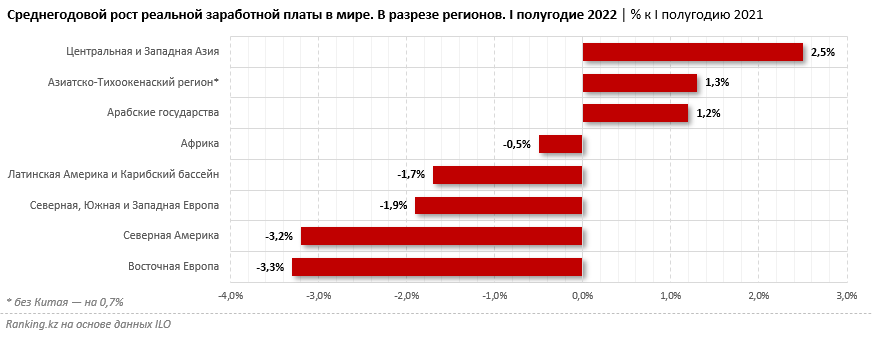 Среднегодовой рост реальной заработной платы в мире. В разрезе регионов. I полугодие 2022 | % к I полугодию 2021
Центральная и Западная Азия 2,5%
Азиатско-Тихоокенаский регион* 1,3%
Арабские государства 1,2%
Африка -0,5%
Латинская Америка и Карибский бассейн -1,7%
Северная, Южная и Западная Европа -1,9%
Северная Америка -3,2%
Восточная Европа -3,3%
-4,0% -3,0% -2,0% -1,0% 0,0% 1,0% 2,0% 3,0%
* без Китая — на 0,7%
Ranking.kz на основе данных ILO